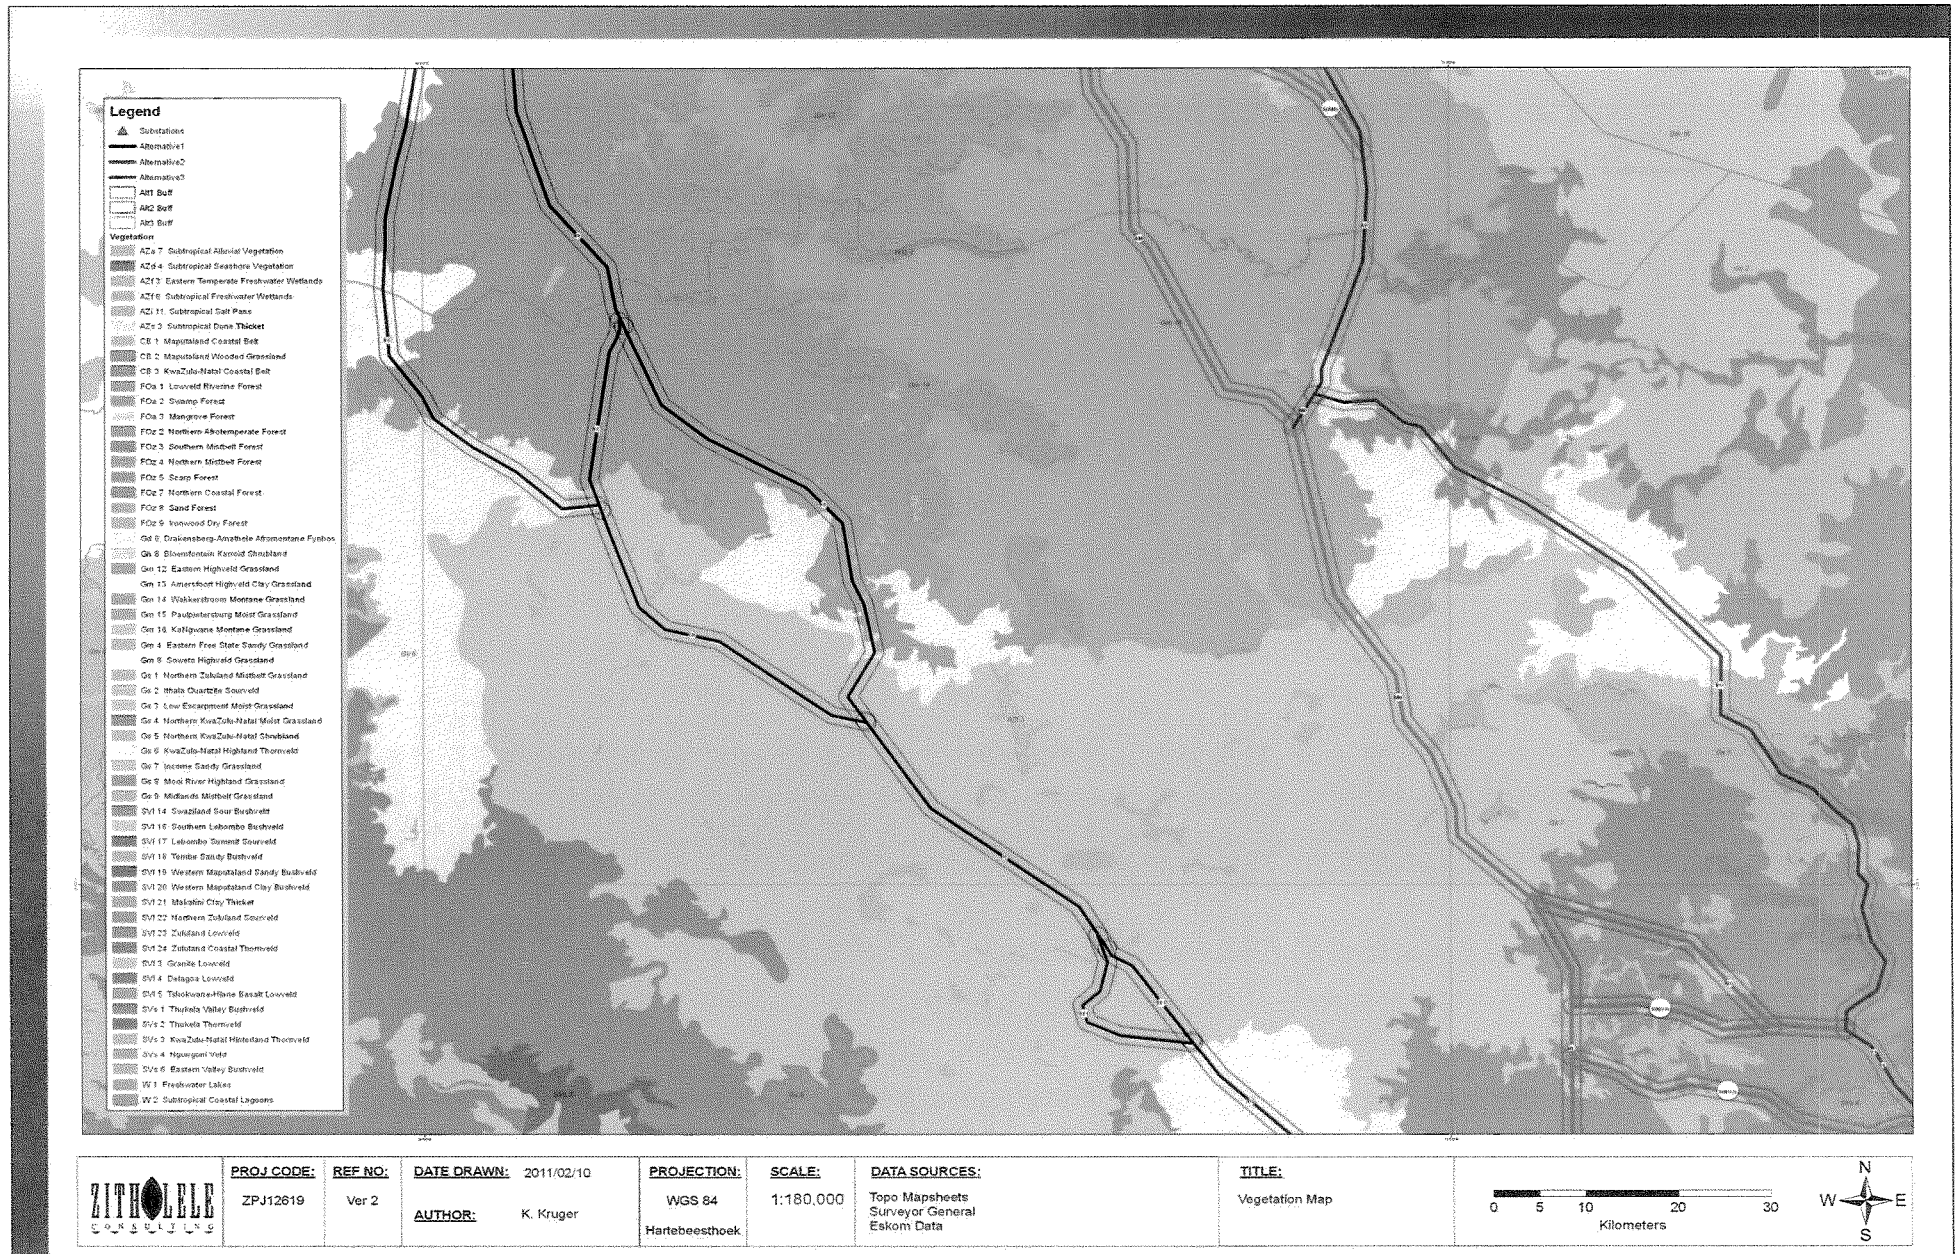 Legend
Substations
Alternative1
Alternative2
Alternative3
Alt1 Buff
Alt2 Buff
Alt3 Buff
Vegetation
AZa 7 Subtropical Alluvial Vegetation
AZd 4 Subtropical Seashore Vegetation
AZf 3 Eastern Temperate Freshwater Wetlands
AZf 6 Subtropical Freshwater Wetlands
AZi 11 Subtropical Salt Pans
AZs 3 Subtropical Dune Thicket
CB 1 Maputaland Coastal Belt
CB 2 Maputaland Wooded Grassland
CB 3 KwaZulu-Natal Coastal Belt
FOa 1 Lowveld Riverine Forest
FOa 2 Swamp Forest
FOa 3 Mangrove Forest
FOz 2 Northern Afrotemperate Forest
FOz 3 Southern Mistbelt Forest
FOz 4 Northern Mistbelt Forest
FOz 5 Scarp Forest
FOz 7 Northern Coastal Forest
FOz 8 Sand Forest
FOz 9 Ironwood Dry Forest
Gd 6 Drakensberg-Amathole Afromontane Fynbos
Gh 8 Bloemfontein Karroid Shrubland
Gm 12 Eastern Highveld Grassland
Gm 13 Amersfoort Highveld Clay Grassland
Gm 14 Wakkerstroom Montane Grassland
Gm 15 Paulpietersburg Moist Grassland
Gm 16 KaNgwane Montane Grassland
Gm 4 Eastern Free State Sandy Grassland
Gm 8 Soweto Highveld Grassland
Gs 1 Northern Zululand Mistbelt Grassland
Gs 2 Ithala Quartzite Sourveld
Gs 3 Low Escarpment Moist Grassland
Gs 4 Northern KwaZulu-Natal Moist Grassland
Gs 5 Northern KwaZulu-Natal Shrubland
Gs 6 KwaZulu-Natal Highland Thornveld
Gs 7 Income Sandy Grassland
Gs 8 Mooi River Highland Grassland
Gs 9 Midlands Mistbelt Grassland
SVl 14 Swaziland Sour Bushveld
SVl 16 Southern Lebombo Bushveld
SVl 17 Lebombo Summit Sourveld
SVl 18 Tembe Sandy Bushveld
SVl 19 Western Maputaland Sandy Bushveld
SVl 20 Western Maputaland Clay Bushveld
SVl 21 Makatini Clay Thicket
SVl 22 Northern Zululand Sourveld
SVl 23 Zululand Lowveld
SVl 24 Zululand Coastal Thornveld
SVl 3 Granite Lowveld
SVl 4 Delagoa Lowveld
SVl 5 Tshokwane-Hlane Basalt Lowveld
SVs 1 Thukela Valley Bushveld
SVs 2 Thukela Thornveld
SVs 3 KwaZulu-Natal Hinterland Thornveld
SVs 4 Ngongoni Veld
SVs 6 Eastern Valley Bushveld
W 1 Freshwater Lakes
W 2 Subtropical Coastal Lagoons
ZITHOLELE
CONSULTING
PROJ CODE:
ZPJ12619
REF NO:
Ver 2
DATE DRAWN: 2011/02/10
AUTHOR: K. Kruger
PROJECTION:
WGS 84
Hartebeesthoek
SCALE:
1:180,000
DATA SOURCES:
Topo Mapsheets
Surveyor General
Eskom Data
TITLE:
Vegetation Map
0 5 10 20 30
Kilometers
N
W E
S